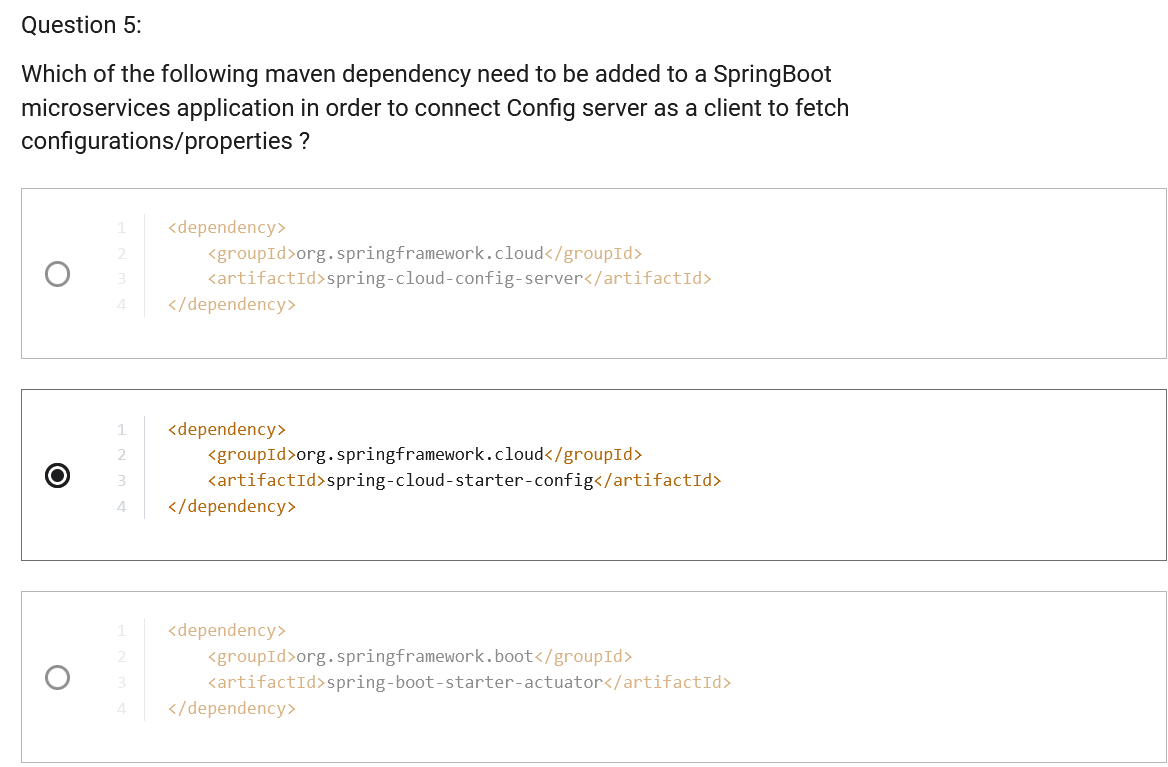 Question 5:
Which of the following maven dependency need to be added to a SpringBoot
microservices application in order to connect Config server as a client to fetch
configurations/properties ?
1 <dependency>
2 <groupId>org.springframework.cloud</groupId>
3 <artifactId>spring-cloud-config-server</artifactId>
4 </dependency>
1 <dependency>
2 <groupId>org.springframework.cloud</groupId>
3 <artifactId>spring-cloud-starter-config</artifactId>
4 </dependency>
1 <dependency>
2 <groupId>org.springframework.boot</groupId>
3 <artifactId>spring-boot-starter-actuator</artifactId>
4 </dependency>